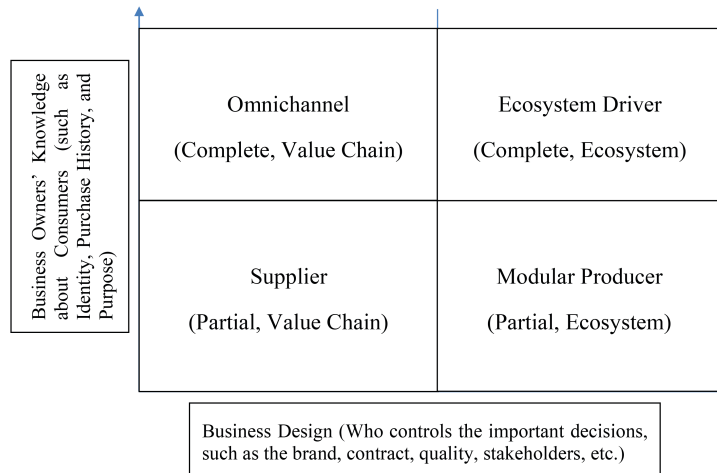 Business Owners' Knowledge
about Consumers (such as
Identity, Purchase History, and
Purpose)
Omnichannel
(Complete, Value Chain)
Ecosystem Driver
(Complete, Ecosystem)
Supplier
(Partial, Value Chain)
Modular Producer
(Partial, Ecosystem)
Business Design (Who controls the important decisions,
such as the brand, contract, quality, stakeholders, etc.)